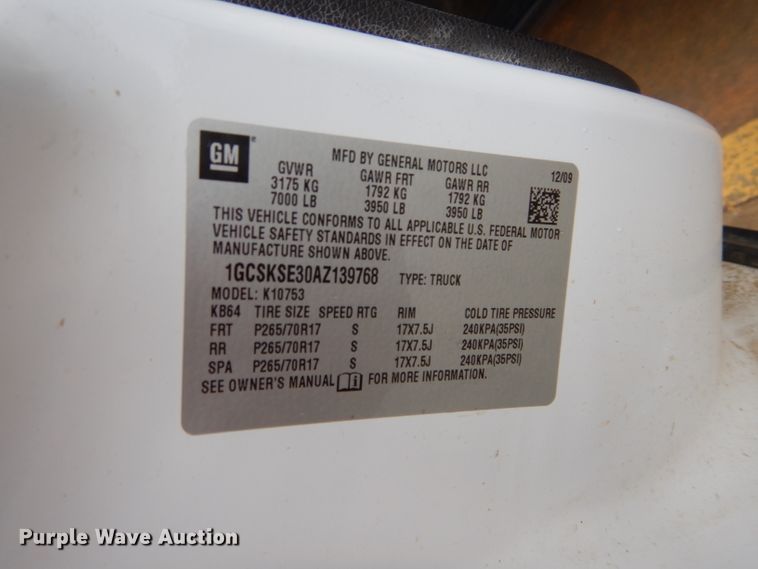 GM
MFD BY GENERAL MOTORS LLC 12/09
GVWR GAWR FRT GAWR RR
3175 KG 1792 KG 1792 KG
7000 LB 3950 LB 3950 LB
THIS VEHICLE CONFORMS TO ALL APPLICABLE U.S. FEDERAL MOTOR
VEHICLE SAFETY STANDARDS IN EFFECT ON THE DATE OF
MANUFACTURE SHOWN ABOVE.
1GCSKSE30AZ139768 TYPE: TRUCK
MODEL: K10753
KB64 TIRE SIZE SPEED RTG RIM COLD TIRE PRESSURE
FRT P265/70R17 S 17X7.5J 240KPA(35PSI)
RR P265/70R17 S 17X7.5J 240KPA(35PSI)
SPA P265/70R17 S 17X7.5J 240KPA(35PSI)
SEE OWNER'S MANUAL FOR MORE INFORMATION.
Purple Wave Auction